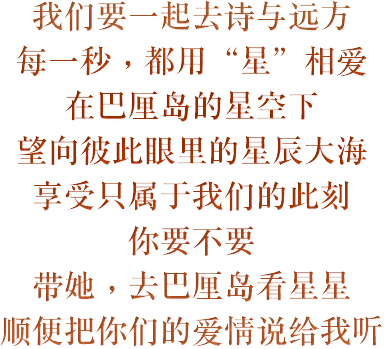 我们要一起去诗与远方
每一秒，都用“星”相爱
在巴厘岛的星空下
望向彼此眼里的星辰大海
享受只属于我们的此刻
你要不要
带她，去巴厘岛看星星
顺便把你们的爱情说给我听